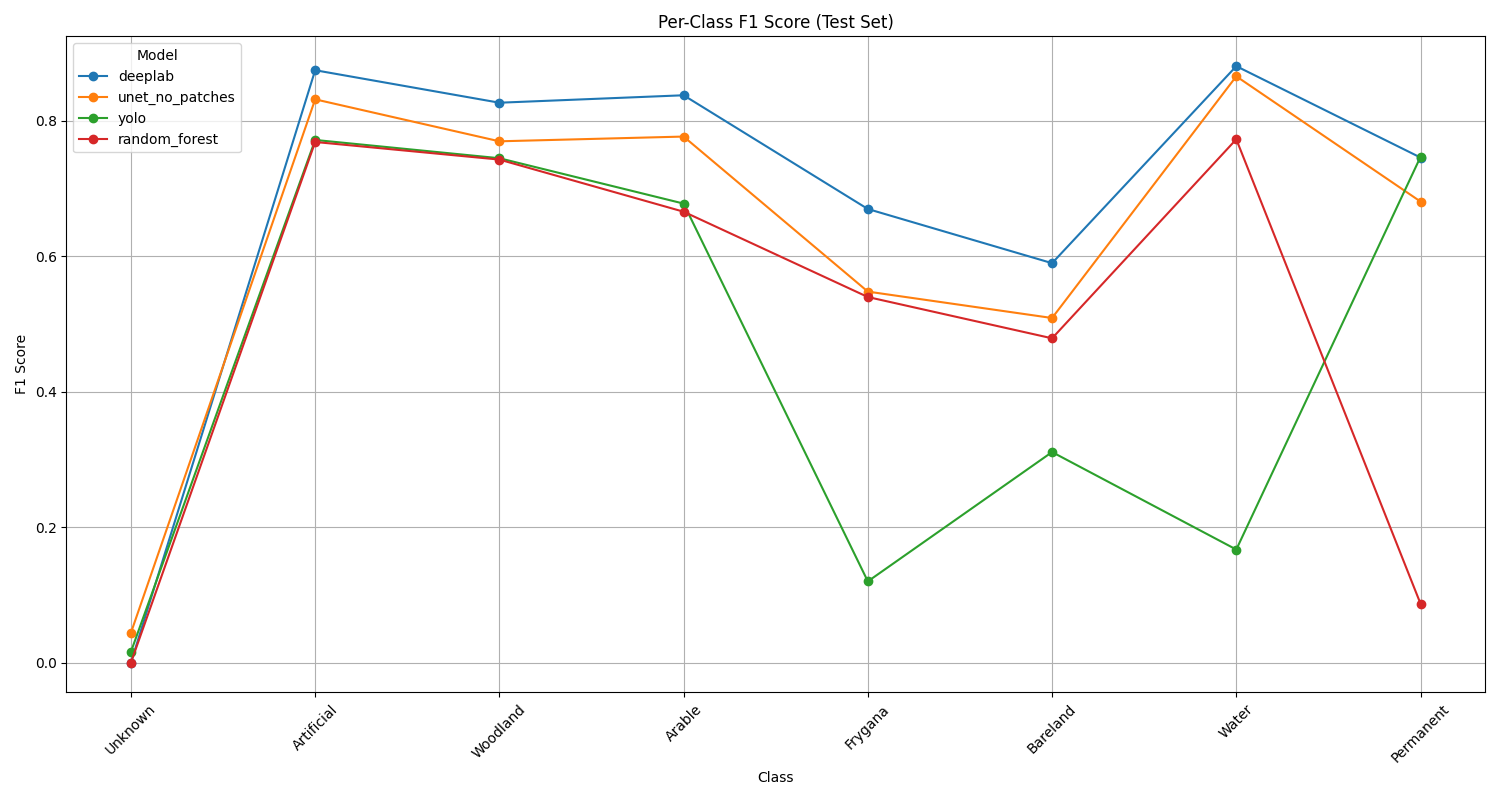 Per-Class F1 Score (Test Set)
Model
deeplab
unet_no_patches
yolo
random_forest
F1 Score
0.8
0.6
0.4
0.2
0.0
Unknown
Artificial
Woodland
Arable
Frygana
Bareland
Water
Permanent
Class